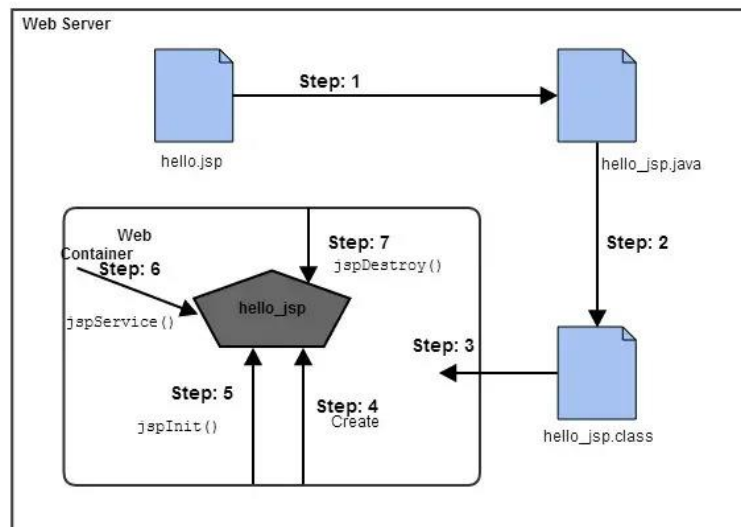 Web Server
Step: 1
hello.jsp
hello_jsp.java
Step: 2
Web
Container
Step: 7
jspDestroy()
Step: 6
hello_jsp
jspService()
Step: 3
Step: 5
jspInit()
Step: 4
Create
hello_jsp.class